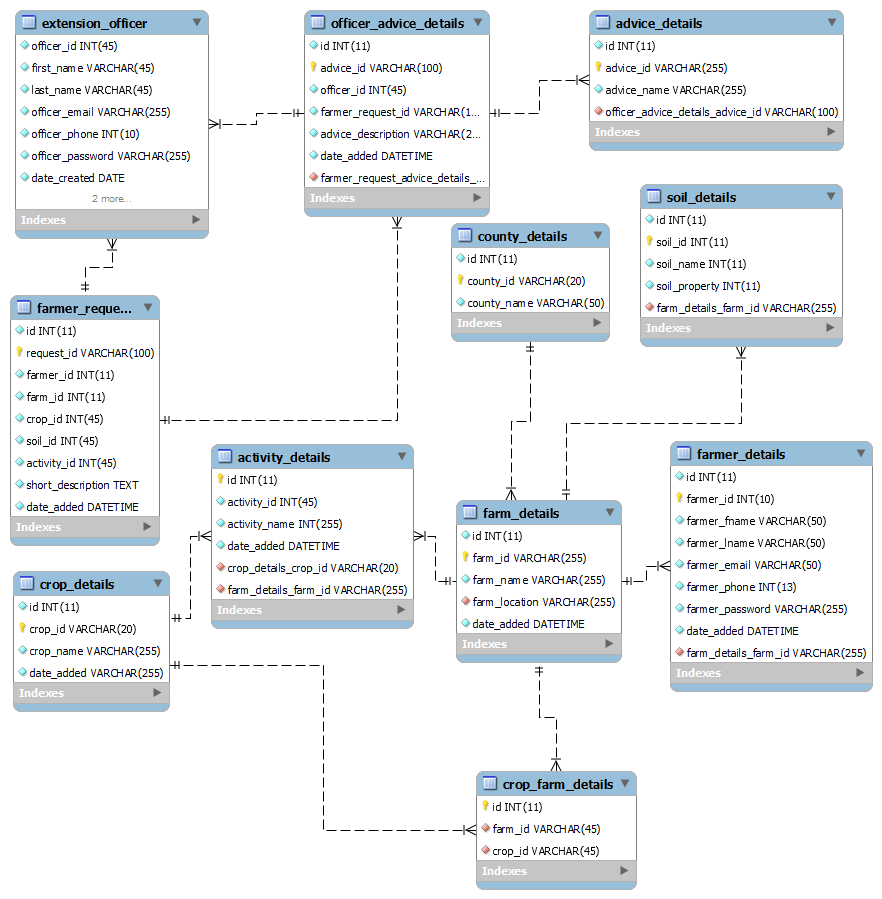 extension_officer
officer_id INT(45)
first_name VARCHAR(45)
last_name VARCHAR(45)
officer_email VARCHAR(255)
officer_phone INT(10)
officer_password VARCHAR(255)
date_created DATE
2 more...
Indexes
officer_advice_details
id INT(11)
advice_id VARCHAR(100)
officer_id INT(45)
farmer_request_id VARCHAR(1...
advice_description VARCHAR(2...
date_added DATETIME
farmer_request_advice_details_...
Indexes
advice_details
id INT(11)
advice_id VARCHAR(255)
advice_name VARCHAR(255)
officer_advice_details_advice_id VARCHAR(100)
Indexes
soil_details
id INT(11)
soil_id INT(11)
soil_name INT(11)
soil_property INT(11)
farm_details_farm_id VARCHAR(255)
Indexes
county_details
id INT(11)
county_id VARCHAR(20)
county_name VARCHAR(50)
Indexes
farmer_reque...
id INT(11)
request_id VARCHAR(100)
farmer_id INT(11)
farm_id INT(11)
crop_id INT(45)
soil_id INT(45)
activity_id INT(45)
short_description TEXT
date_added DATETIME
Indexes
activity_details
id INT(11)
activity_id INT(45)
activity_name INT(255)
date_added DATETIME
crop_details_crop_id VARCHAR(20)
farm_details_farm_id VARCHAR(255)
Indexes
farm_details
id INT(11)
farm_id VARCHAR(255)
farm_name VARCHAR(255)
farm_location VARCHAR(255)
date_added DATETIME
Indexes
farmer_details
id INT(11)
farmer_id INT(10)
farmer_fname VARCHAR(50)
farmer_lname VARCHAR(50)
farmer_email VARCHAR(50)
farmer_phone INT(13)
farmer_password VARCHAR(255)
date_added DATETIME
farm_details_farm_id VARCHAR(255)
Indexes
crop_details
id INT(11)
crop_id VARCHAR(20)
crop_name VARCHAR(255)
date_added VARCHAR(255)
Indexes
crop_farm_details
id INT(11)
farm_id VARCHAR(45)
crop_id VARCHAR(45)
Indexes